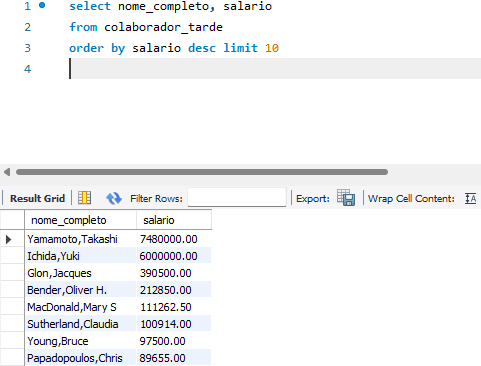 1 select nome_completo, salario
2 from colaborador_tarde
3 order by salario desc limit 10
4
Result Grid Filter Rows: Export: Wrap Cell Content:
nome_completo salario
Yamamoto,Takashi 7480000.00
Ichida,Yuki 6000000.00
Glon,Jacques 390500.00
Bender,Oliver H. 212850.00
MacDonald,Mary S 111262.50
Sutherland,Claudia 100914.00
Young,Bruce 97500.00
Papadopoulos,Chris 89655.00